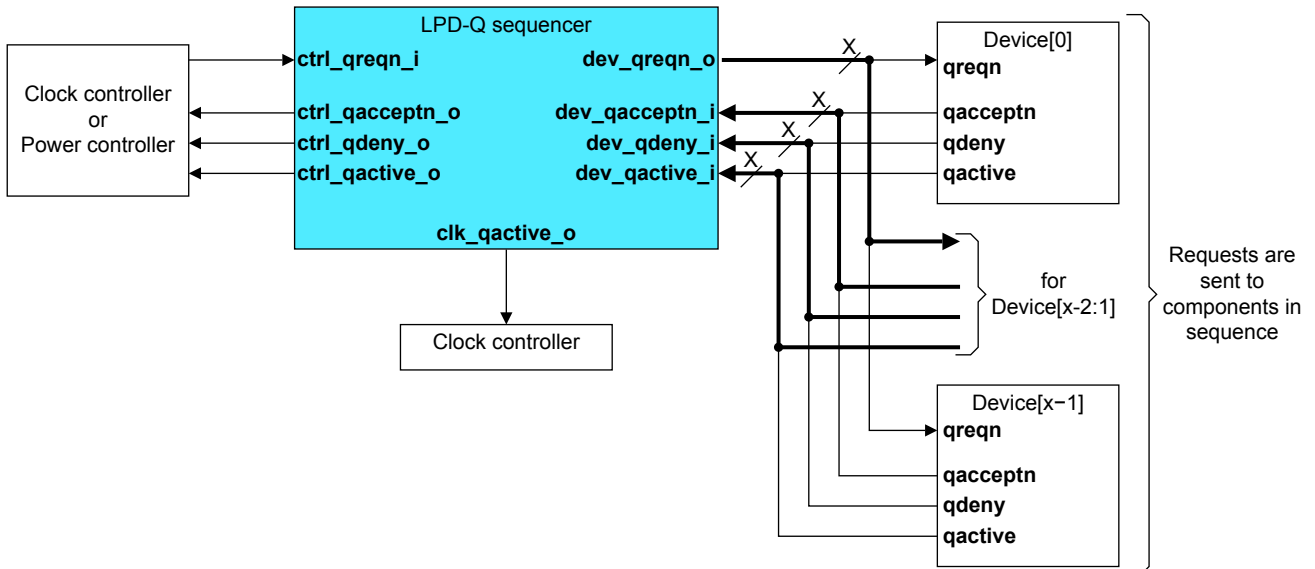 LPD-Q sequencer
Clock controller
or
Power controller
ctrl_qreqn_i
ctrl_qacceptn_o
ctrl_qdeny_o
ctrl_qactive_o
dev_qreqn_o
dev_qacceptn_i
dev_qdeny_i
dev_qactive_i
clk_qactive_o
Clock controller
X
X
X
X
Device[0]
qreqn
qacceptn
qdeny
qactive
for
Device[x-2:1]
Device[x−1]
qreqn
qacceptn
qdeny
qactive
Requests are
sent to
components in
sequence